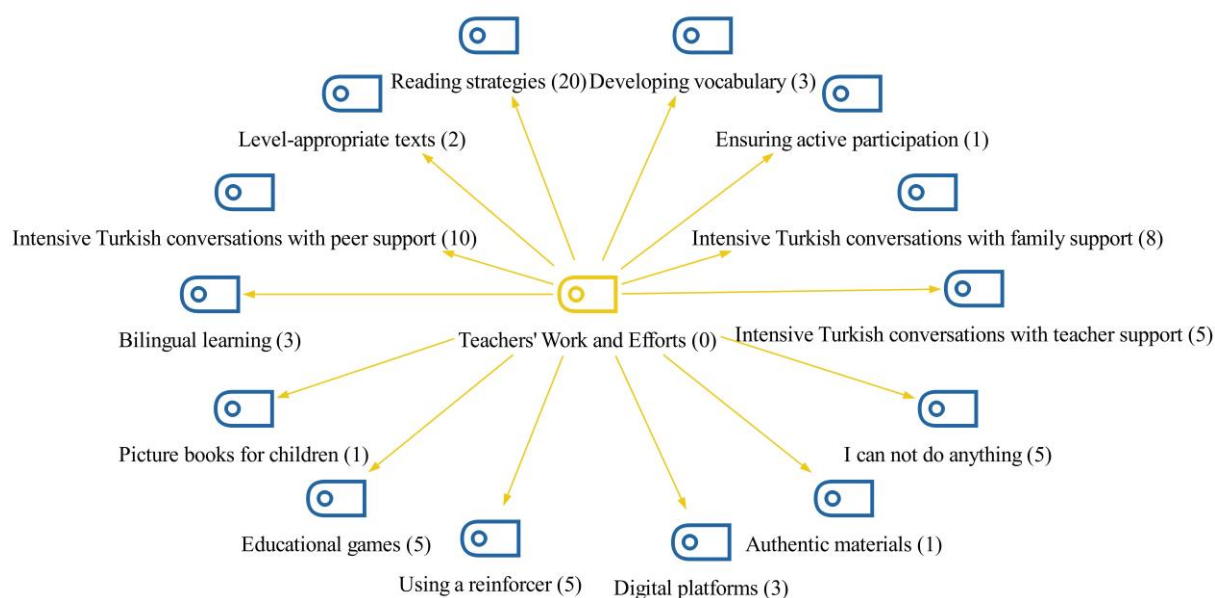 Reading strategies (20)
Developing vocabulary (3)
Level-appropriate texts (2)
Ensuring active participation (1)
Intensive Turkish conversations with peer support (10)
Intensive Turkish conversations with family support (8)
Bilingual learning (3)
Teachers' Work and Efforts (0)
Intensive Turkish conversations with teacher support (5)
Picture books for children (1)
I can not do anything (5)
Educational games (5)
Authentic materials (1)
Using a reinforcer (5)
Digital platforms (3)